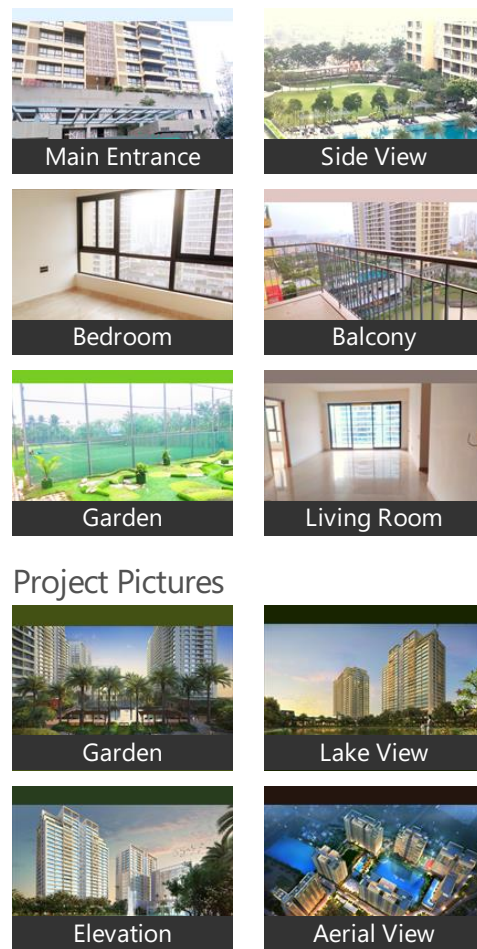 Main Entrance
Side View
Bedroom
Balcony
Garden
Living Room
Project Pictures
Garden
Lake View
Elevation
Aerial View